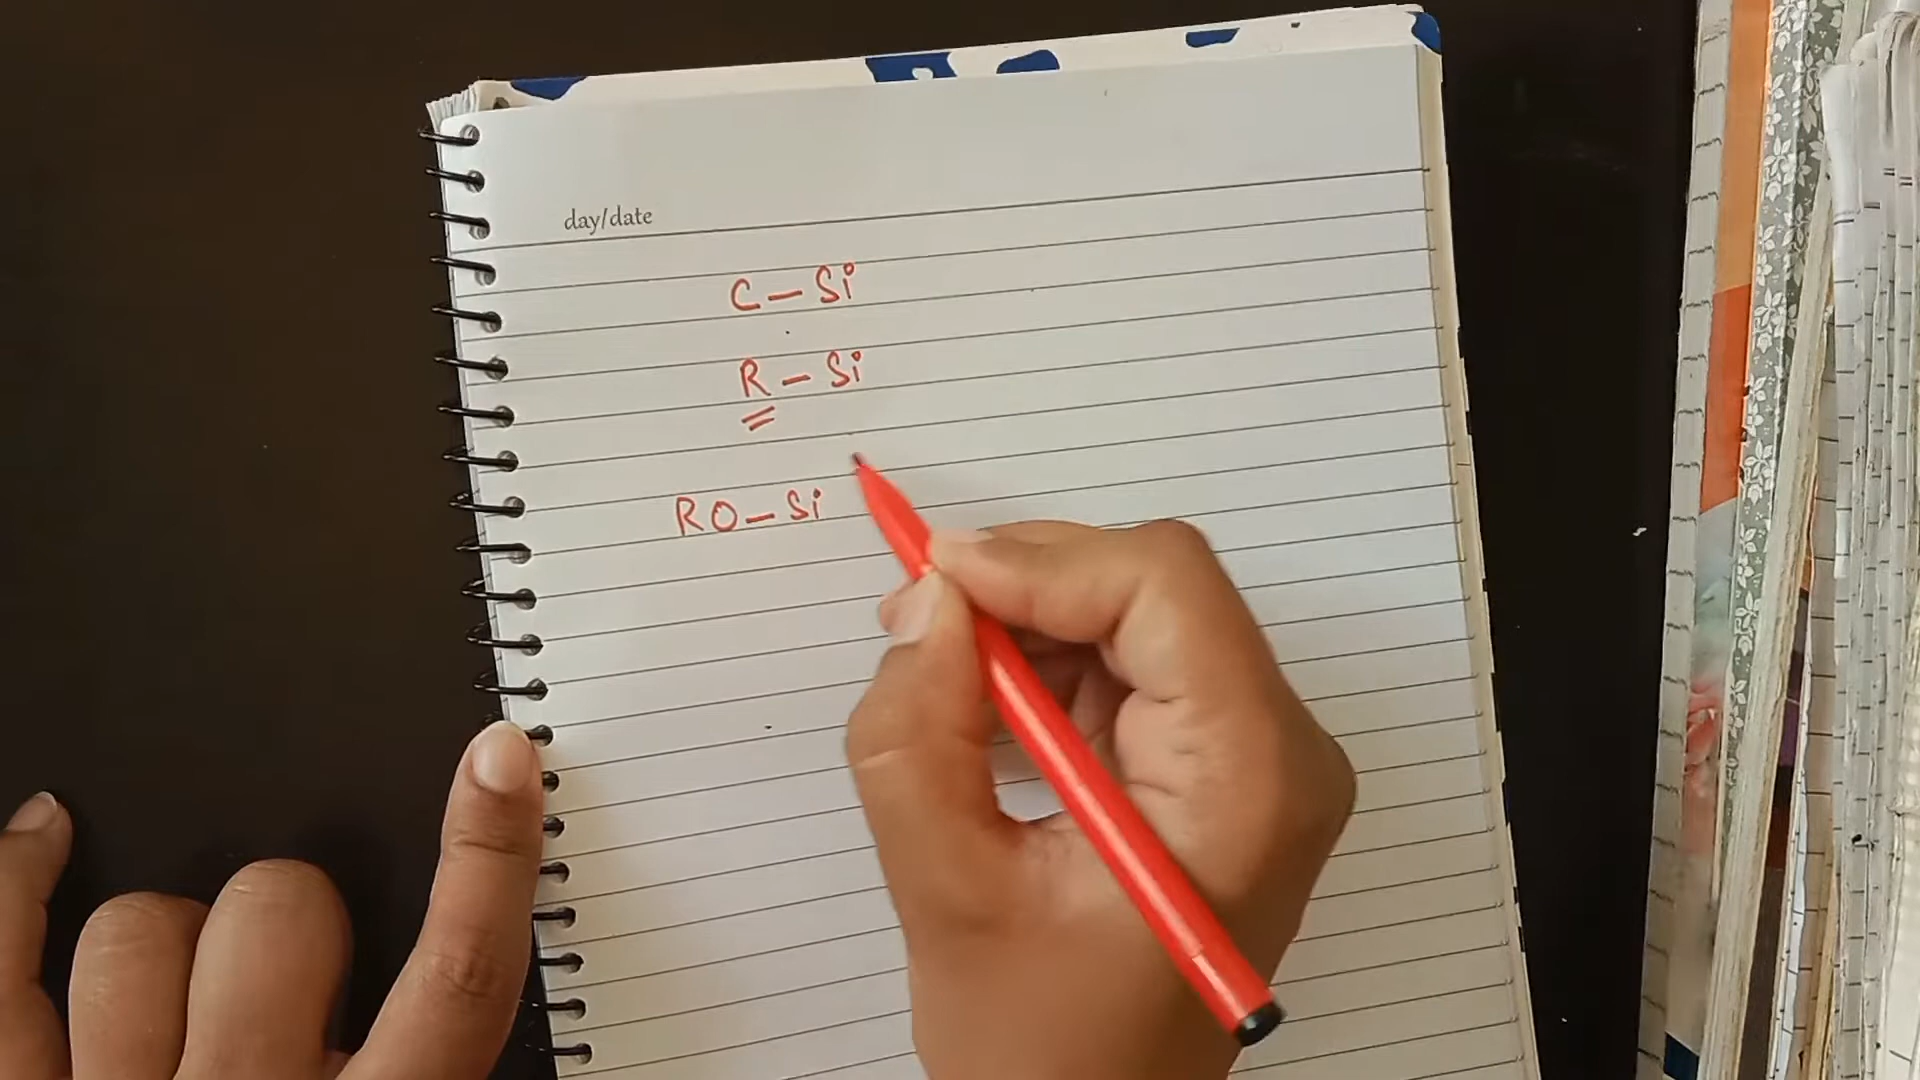 day/date
C – Si
R – Si
RO – Si